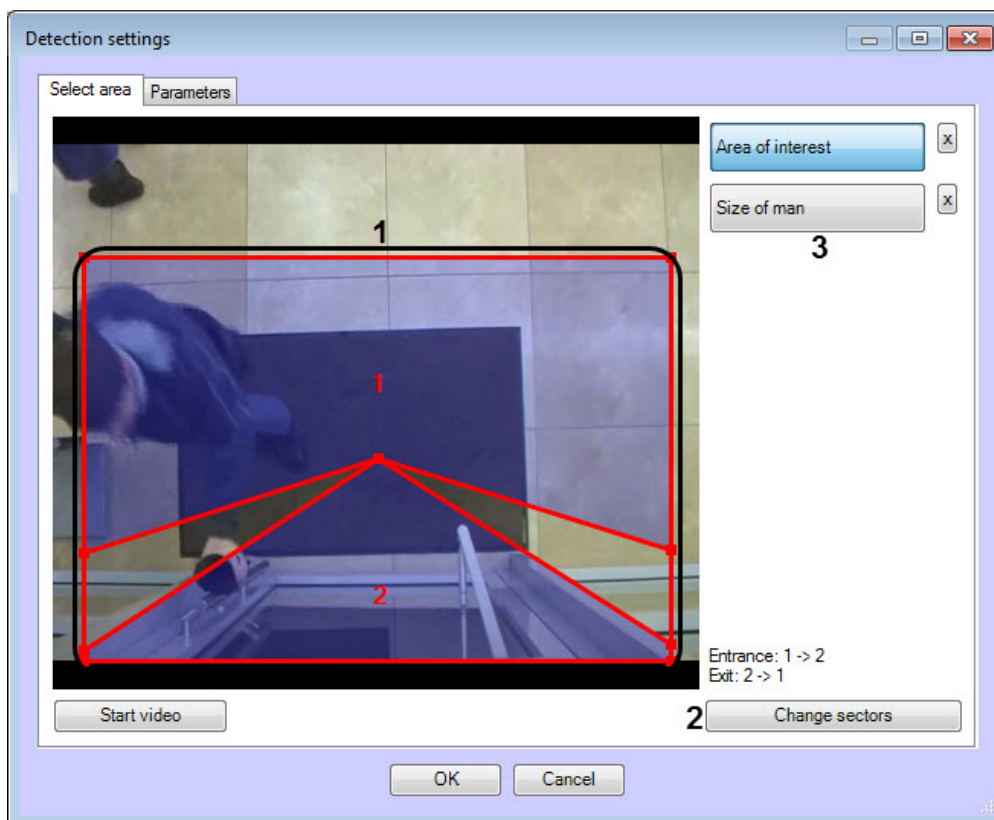 Detection settings
Select area
Parameters
Area of interest
x
Size of man
x
1
3
1
2
Entrance: 1 -> 2
Exit: 2 -> 1
Start video
2
Change sectors
OK
Cancel